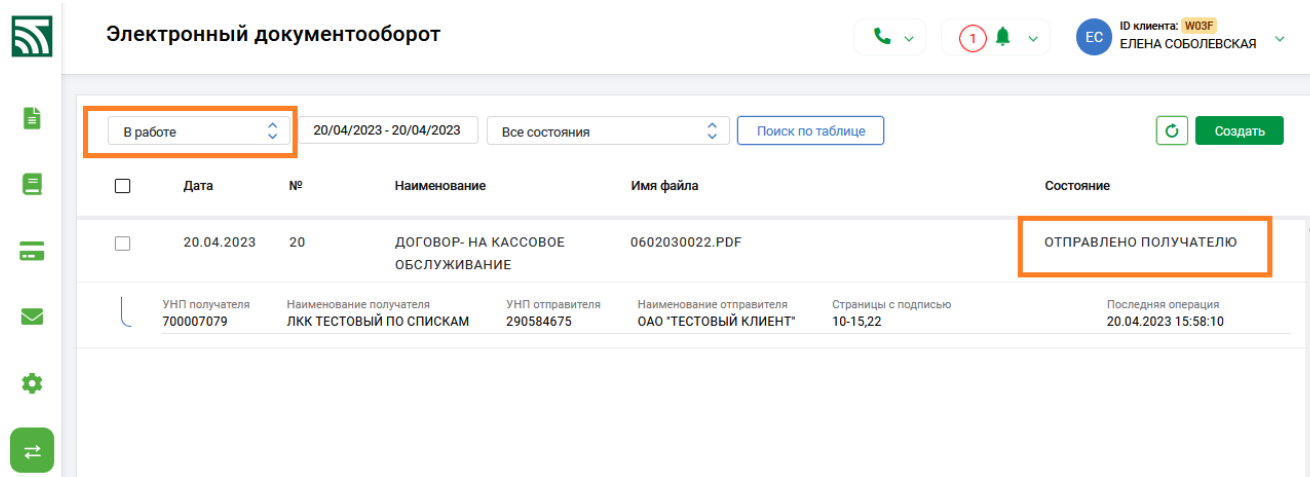 Электронный документооборот
1
ЕС
ID клиента: W03F
ЕЛЕНА СОБОЛЕВСКАЯ
В работе
20/04/2023 - 20/04/2023
Все состояния
Поиск по таблице
Создать
Дата
№
Наименование
Имя файла
Состояние
20.04.2023
20
ДОГОВОР- НА КАССОВОЕ
ОБСЛУЖИВАНИЕ
0602030022.PDF
ОТПРАВЛЕНО ПОЛУЧАТЕЛЮ
УНП получателя
700007079
Наименование получателя
ЛКК ТЕСТОВЫЙ ПО СПИСКАМ
УНП отправителя
290584675
Наименование отправителя
ОАО "ТЕСТОВЫЙ КЛИЕНТ"
Страницы с подписью
10-15,22
Последняя операция
20.04.2023 15:58:10